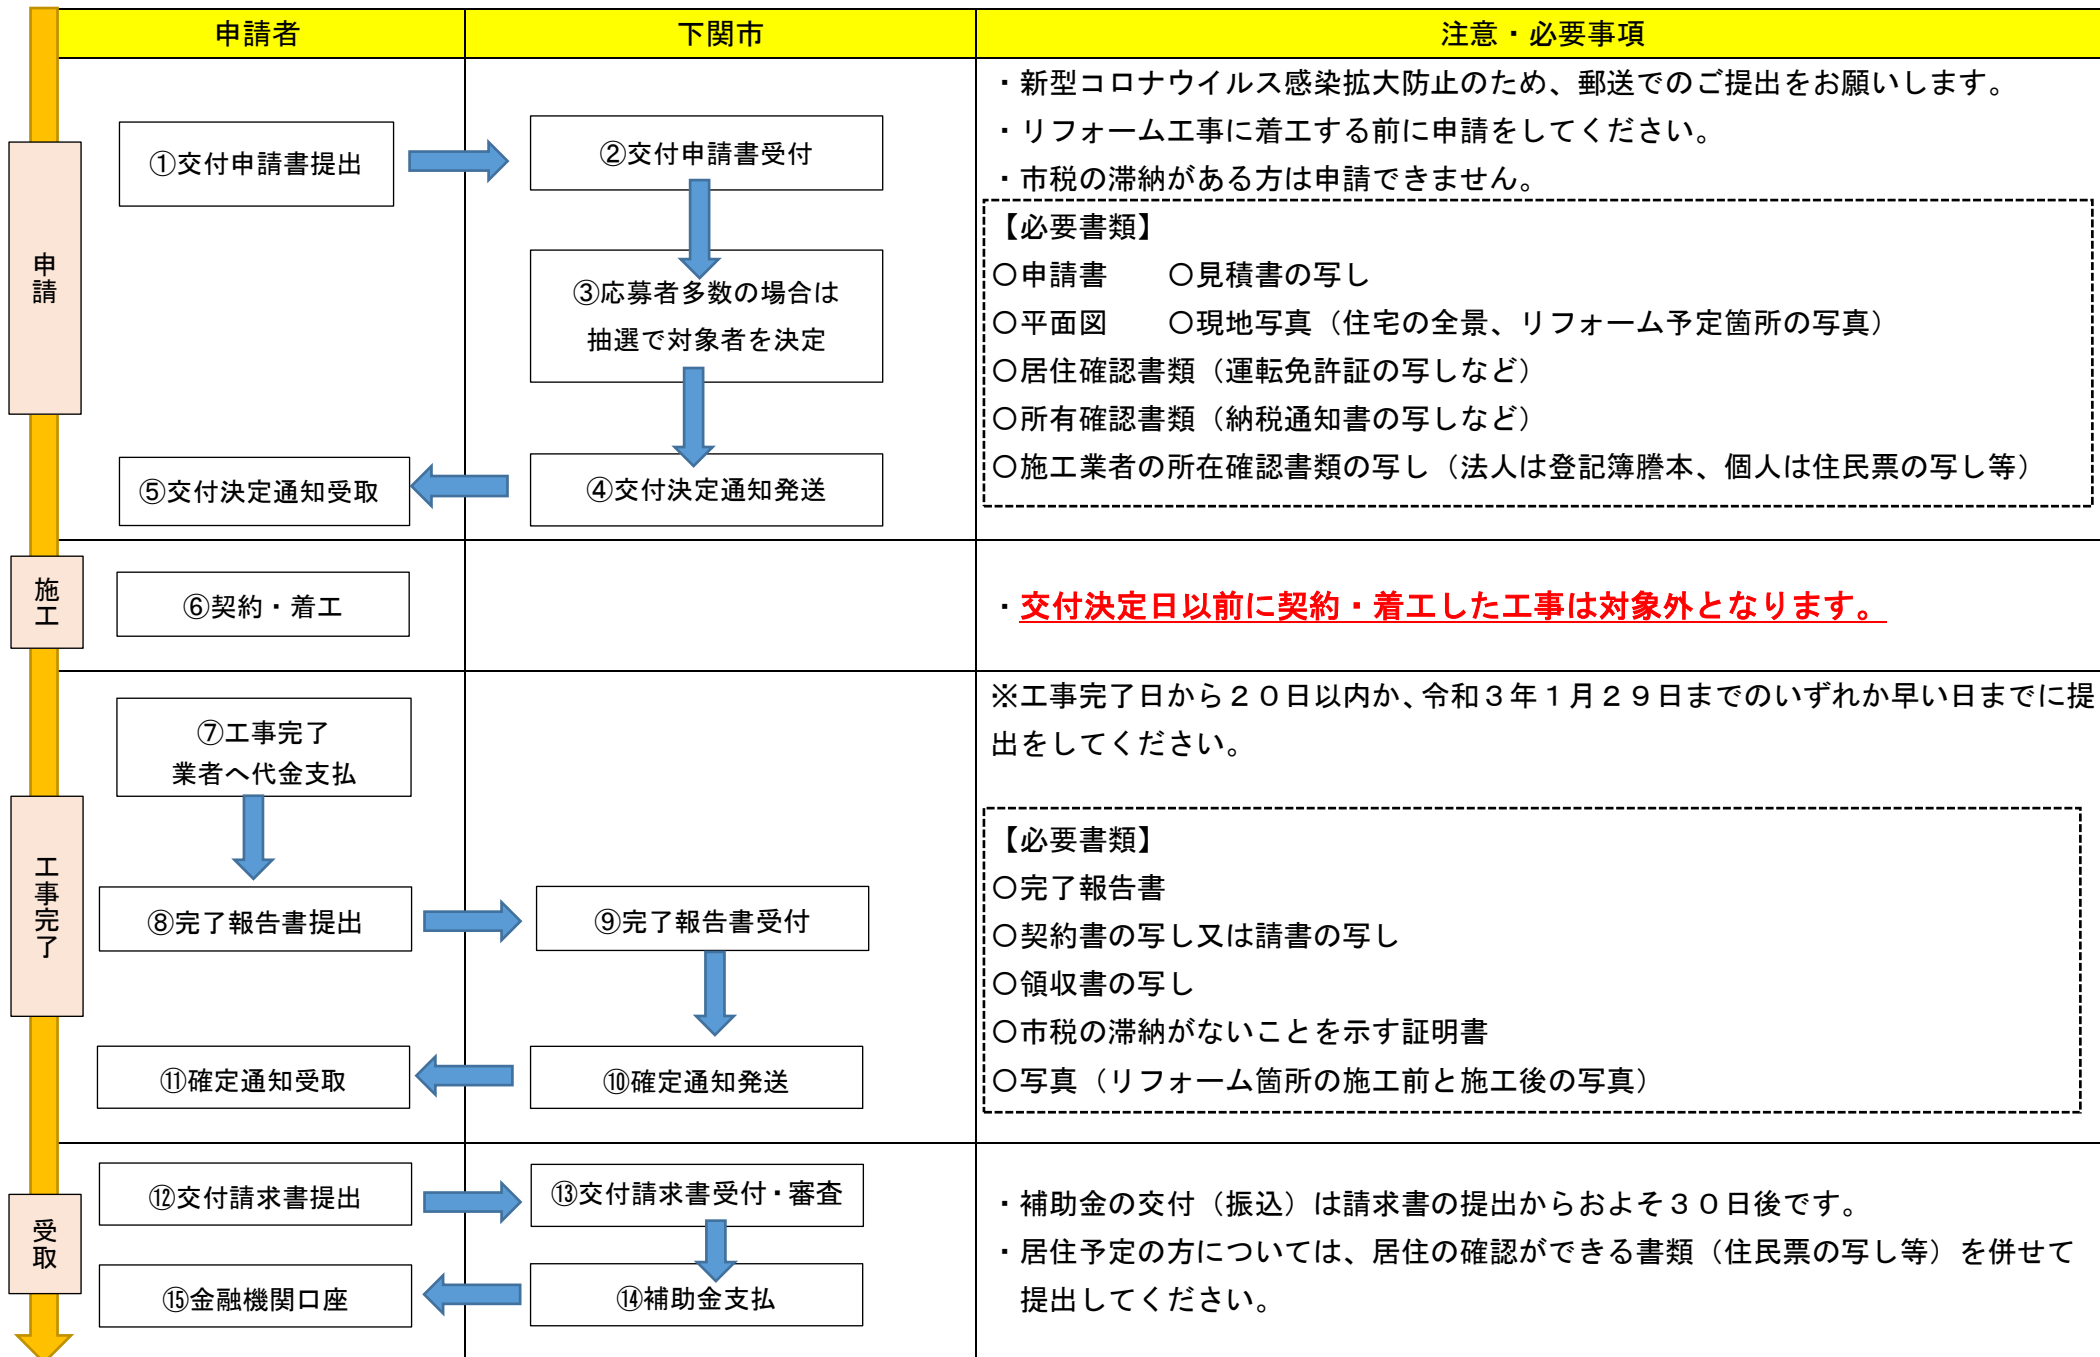 申請者
下関市
注意・必要事項
申請
①交付申請書提出
②交付申請書受付
③応募者多数の場合は
抽選で対象者を決定
④交付決定通知発送
⑤交付決定通知受取
・新型コロナウイルス感染拡大防止のため、郵送でのご提出をお願いします。
・リフォーム工事に着工する前に申請をしてください。
・市税の滞納がある方は申請できません。
【必要書類】
〇申請書　　〇見積書の写し
〇平面図　　〇現地写真（住宅の全景、リフォーム予定箇所の写真）
〇居住確認書類（運転免許証の写しなど）
〇所有確認書類（納税通知書の写しなど）
〇施工業者の所在確認書類の写し（法人は登記簿謄本、個人は住民票の写し等）
施工
⑥契約・着工
・交付決定日以前に契約・着工した工事は対象外となります。
工事完了
⑦工事完了
業者へ代金支払
⑧完了報告書提出
⑨完了報告書受付
⑩確定通知発送
⑪確定通知受取
※工事完了日から２０日以内か、令和３年１月２９日までのいずれか早い日までに提
出をしてください。
【必要書類】
〇完了報告書
〇契約書の写し又は請書の写し
〇領収書の写し
〇市税の滞納がないことを示す証明書
〇写真（リフォーム箇所の施工前と施工後の写真）
受取
⑫交付請求書提出
⑬交付請求書受付・審査
⑭補助金支払
⑮金融機関口座
・補助金の交付（振込）は請求書の提出からおよそ３０日後です。
・居住予定の方については、居住の確認ができる書類（住民票の写し等）を併せて
提出してください。